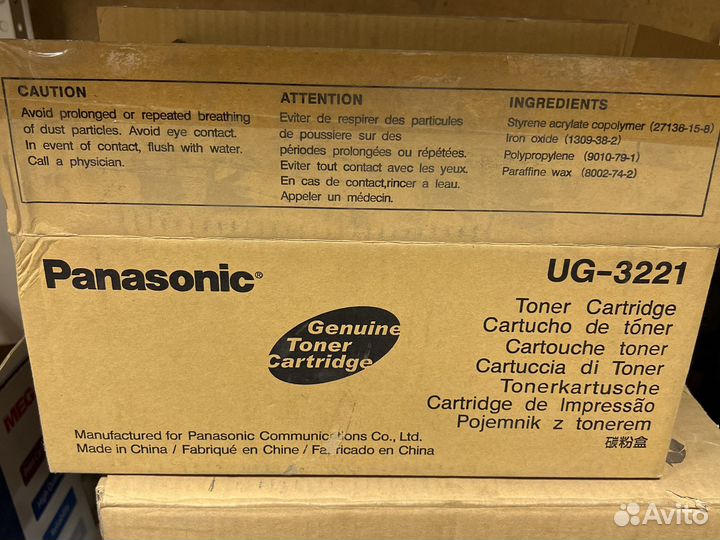 CAUTION
Avoid prolonged or repeated breathing
of dust particles. Avoid eye contact.
In event of contact, flush with water.
Call a physician.
ATTENTION
Eviter de respirer des particules
de poussiere sur des
périodes prolongées ou répétées.
Eviter tout contact avec les yeux.
En cas de contact,rincer a leau.
Appeler un médecin.
INGREDIENTS
Styrene acrylate copolymer (27136-15-8)
Iron oxide (1309-38-2)
Polypropylene (9010-79-1)
Paraffine wax (8002-74-2)
Panasonic®
UG-3221
Genuine
Toner
Cartridge
Toner Cartridge
Cartucho de tóner
Cartouche toner
Cartuccia di Toner
Tonerkartusche
Cartridge de Impressão
Pojemnik z tonerem
碳粉盒
Manufactured for Panasonic Communications Co., Ltd.
Made in China / Fabriqué en Chine / Fabricado en China
MEG
Avito